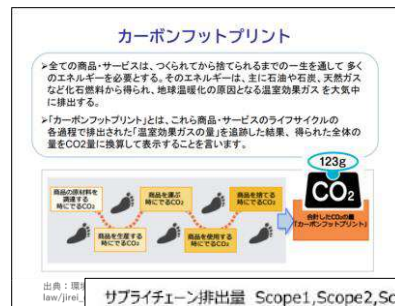 カーボンフットプリント
➢全ての商品・サービスは、つくられてから捨てられるまでの一生を通して 多く
のエネルギーを必要とする。そのエネルギーは、主に石油や石炭、天然ガス
など化石燃料から得られ、地球温暖化の原因となる温室効果ガス を大気中
に排出する。
➢「カーボンフットプリント」とは、これら商品・サービスのライフサイクルの
各過程で排出された「温室効果ガスの量」を追跡した結果、得られた全体の
量をCO2量に換算して表示することを言います。
123g
CO2
商品の原材料を
調達する
時にでるCO₂
商品を運ぶ
時にでるCO₂
商品を捨てる
時にでるCO₂
商品を生産する
時にでるCO₂
商品を使用する
時にでるCO₂
合計したCO₂の量
「カーボンフットプリント」
出典:環
law/jirei_
サプライチェーン排出量 Scope1,Scope2,Sc